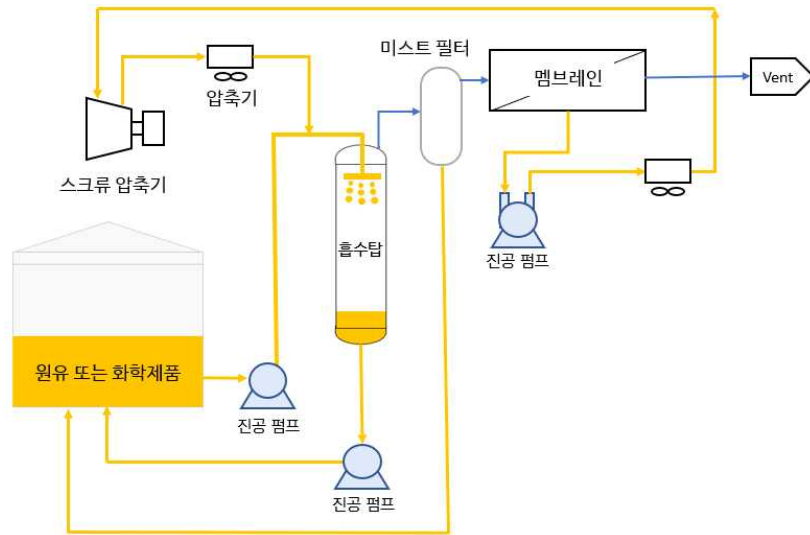 미스트 필터
멤브레인
Vent
압축기
스크류 압축기
흡수탑
진공 펌프
원유 또는 화학제품
진공 펌프
진공 펌프